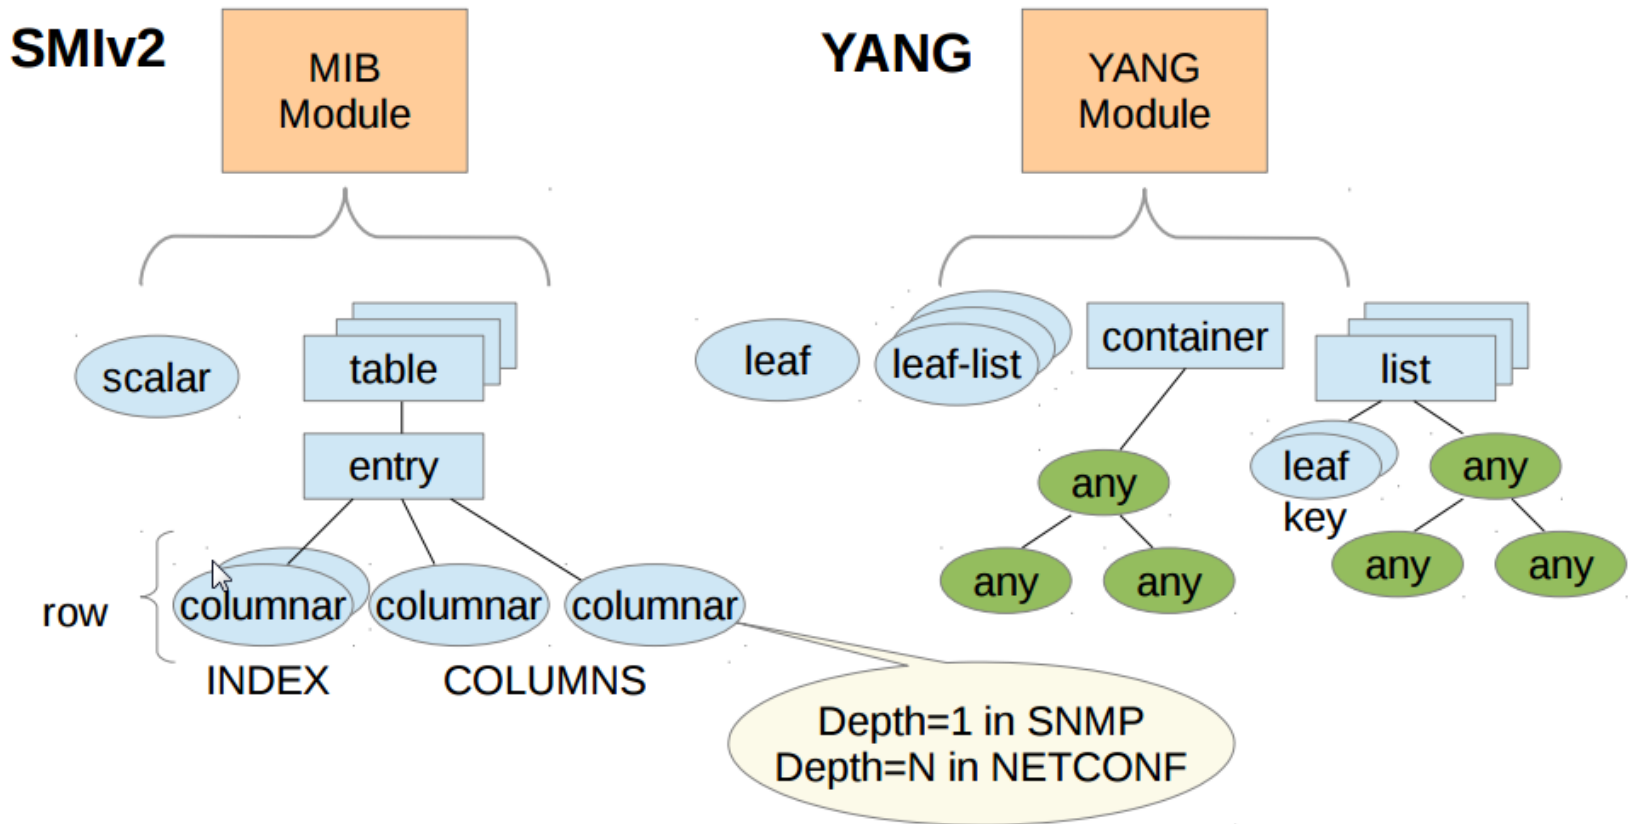 SMIv2
MIB
Module
scalar
table
entry
row
columnar
columnar
columnar
INDEX
COLUMNS
YANG
YANG
Module
leaf
leaf-list
container
list
any
any
any
leaf
key
any
any
any
Depth=1 in SNMP
Depth=N in NETCONF